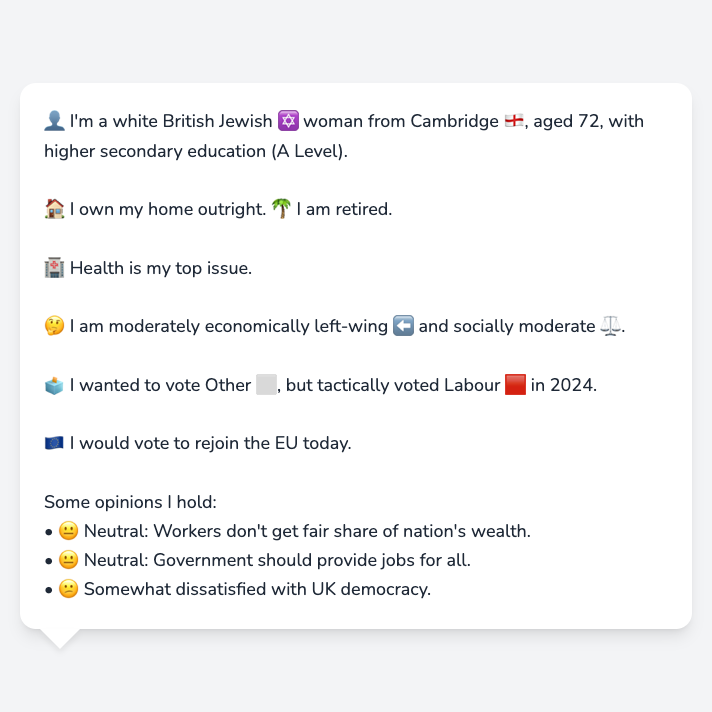 👤 I'm a white British Jewish ✡️ woman from Cambridge 🏴󠁧󠁢󠁥󠁮󠁧󠁿, aged 72, with
higher secondary education (A Level).
🏠 I own my home outright. 🌴 I am retired.
🏥 Health is my top issue.
🤔 I am moderately economically left-wing ⬅️ and socially moderate ⚖️.
🗳️ I wanted to vote Other ⬜, but tactically voted Labour 🟥 in 2024.
🇪🇺 I would vote to rejoin the EU today.
Some opinions I hold:
• 😐 Neutral: Workers don't get fair share of nation's wealth.
• 😐 Neutral: Government should provide jobs for all.
• 😕 Somewhat dissatisfied with UK democracy.